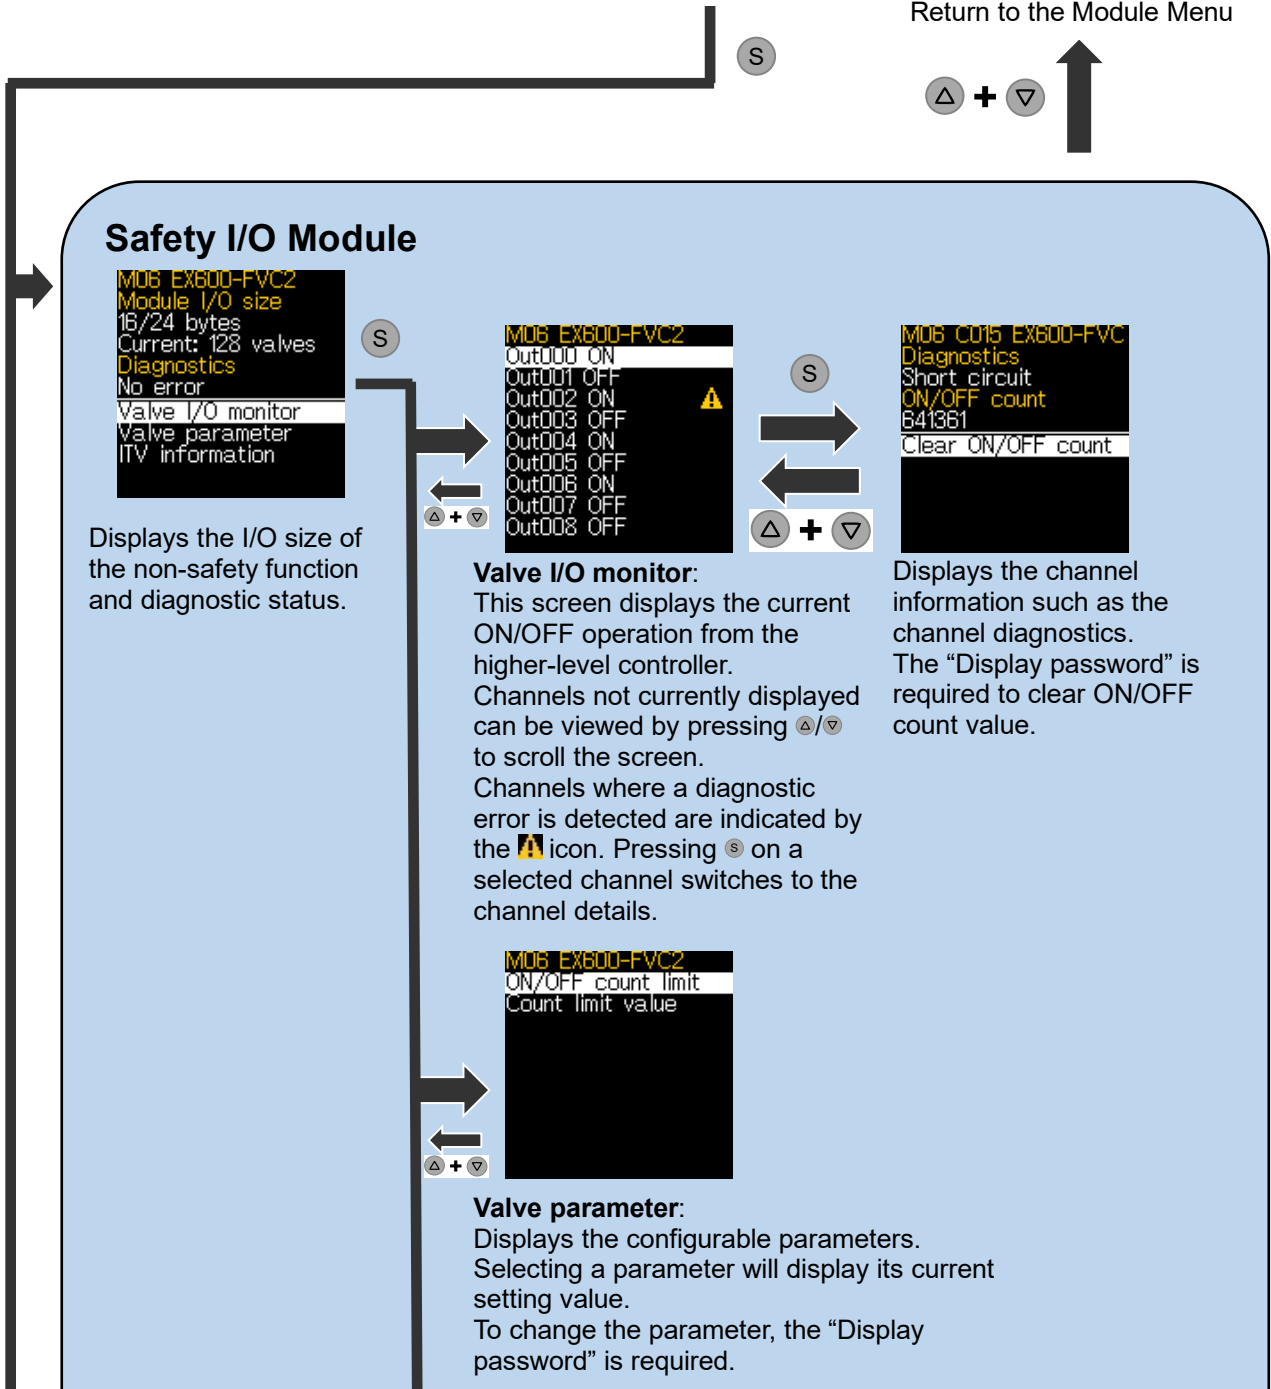 Return to the Module Menu
S
+
Safety I/O Module
M06 EX600-FVC2
Module I/O size
16/24 bytes
Current: 128 valves
Diagnostics
No error
Valve I/O monitor
Valve parameter
ITV information
Displays the I/O size of
the non-safety function
and diagnostic status.
S
M06 EX600-FVC2
Out000 ON
Out001 OFF
Out002 ON
Out003 OFF
Out004 ON
Out005 OFF
Out006 ON
Out007 OFF
Out008 OFF
+
Valve I/O monitor:
This screen displays the current
ON/OFF operation from the
higher-level controller.
Channels not currently displayed
can be viewed by pressing /
to scroll the screen.
Channels where a diagnostic
error is detected are indicated by
the icon. Pressing S on a
selected channel switches to the
channel details.
S
+
M06 C015 EX600-FVC
Diagnostics
Short circuit
ON/OFF count
641361
Clear ON/OFF count
Displays the channel
information such as the
channel diagnostics.
The “Display password” is
required to clear ON/OFF
count value.
M06 EX600-FVC2
ON/OFF count limit
Count limit value
+
Valve parameter:
Displays the configurable parameters.
Selecting a parameter will display its current
setting value.
To change the parameter, the “Display
password” is required.